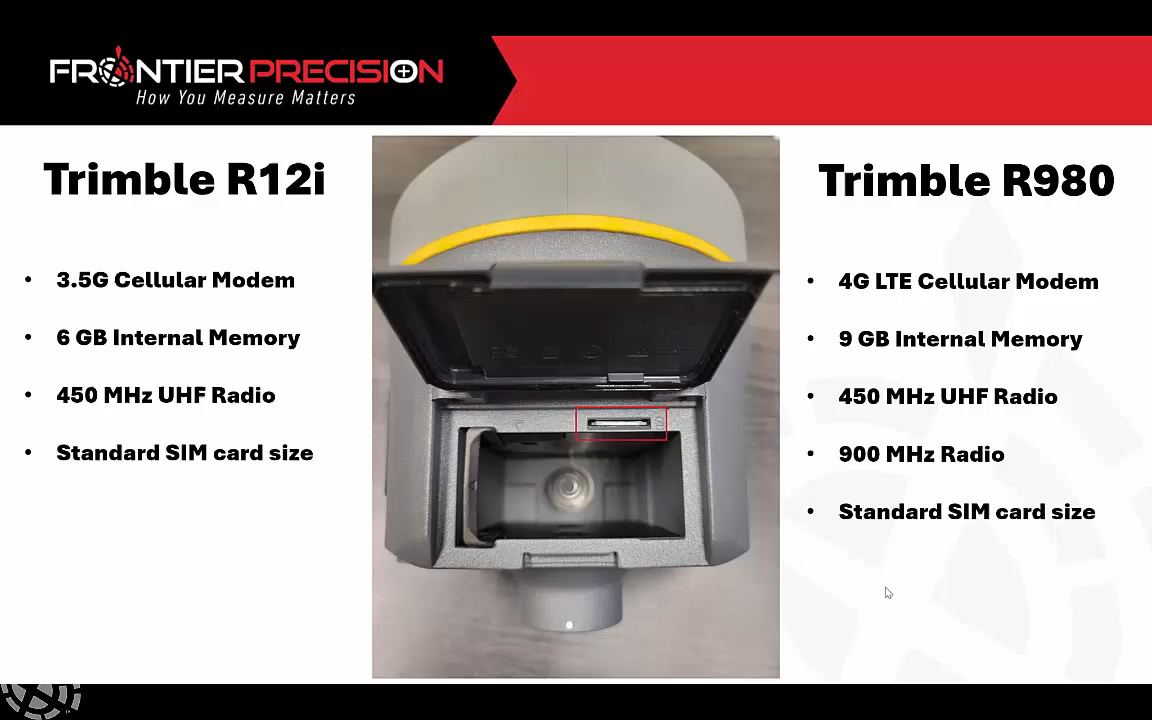 FRONTIER PRECISION
How You Measure Matters
Trimble R12i
• 3.5G Cellular Modem
• 6 GB Internal Memory
• 450 MHz UHF Radio
• Standard SIM card size
Trimble R980
• 4G LTE Cellular Modem
• 9 GB Internal Memory
• 450 MHz UHF Radio
• 900 MHz Radio
• Standard SIM card size